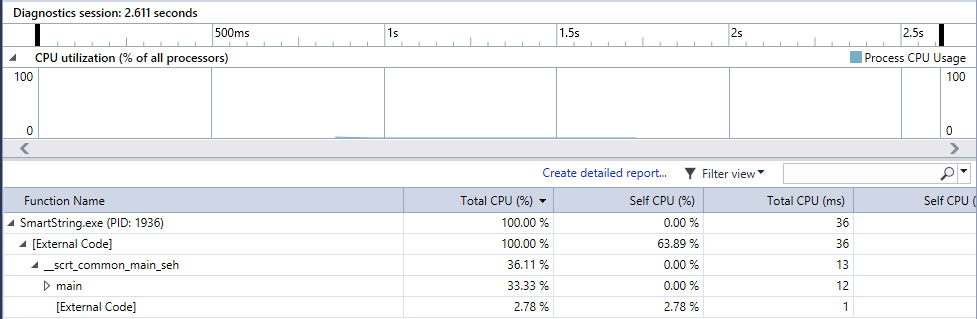 Diagnostics session: 2.611 seconds
500ms 1s 1.5s 2s 2.5s
CPU utilization (% of all processors) Process CPU Usage
100 100
0 0
Create detailed report... Filter view
Function Name Total CPU (%) Self CPU (%) Total CPU (ms) Self CPU (
SmartString.exe (PID: 1936) 100.00 % 0.00 % 36
[External Code] 100.00 % 63.89 % 36
__scrt_common_main_seh 36.11 % 0.00 % 13
main 33.33 % 0.00 % 12
[External Code] 2.78 % 2.78 % 1